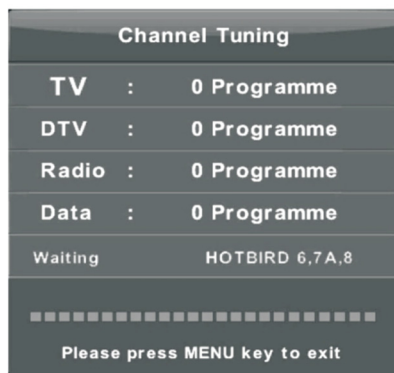 Channel Tuning
TV : 0 Programme
DTV : 0 Programme
Radio : 0 Programme
Data : 0 Programme
Waiting HOTBIRD 6,7A,8
Please press MENU key to exit